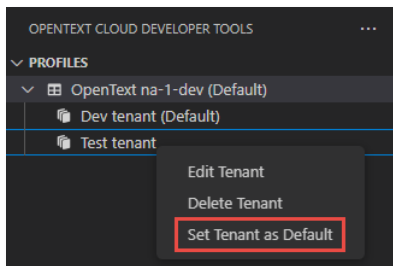 OPENTEXT CLOUD DEVELOPER TOOLS
PROFILES
OpenText na-1-dev (Default)
Dev tenant (Default)
Test tenant
Edit Tenant
Delete Tenant
Set Tenant as Default